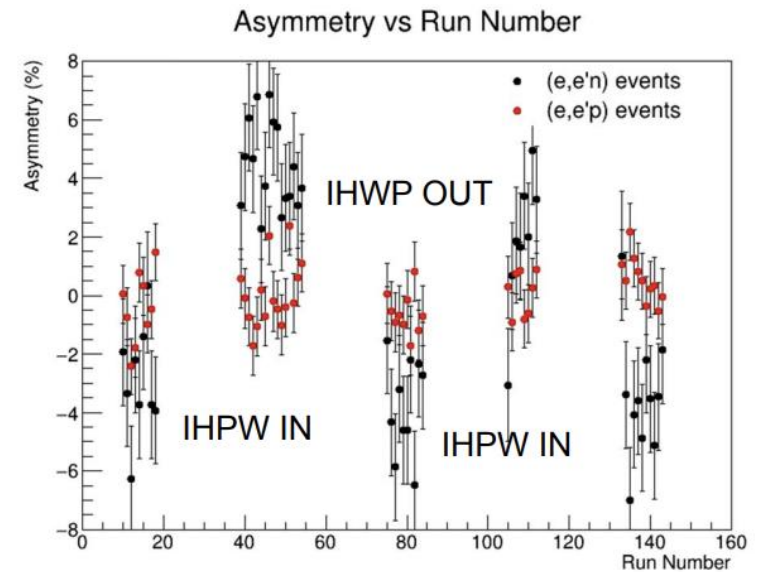 Asymmetry vs Run Number
Asymmetry (%)
8
6
4
2
0
−2
−4
−6
−8
(e,e'n) events
(e,e'p) events
IHWP OUT
IHPW IN
IHPW IN
0
20
40
60
80
100
120
140
160
Run Number